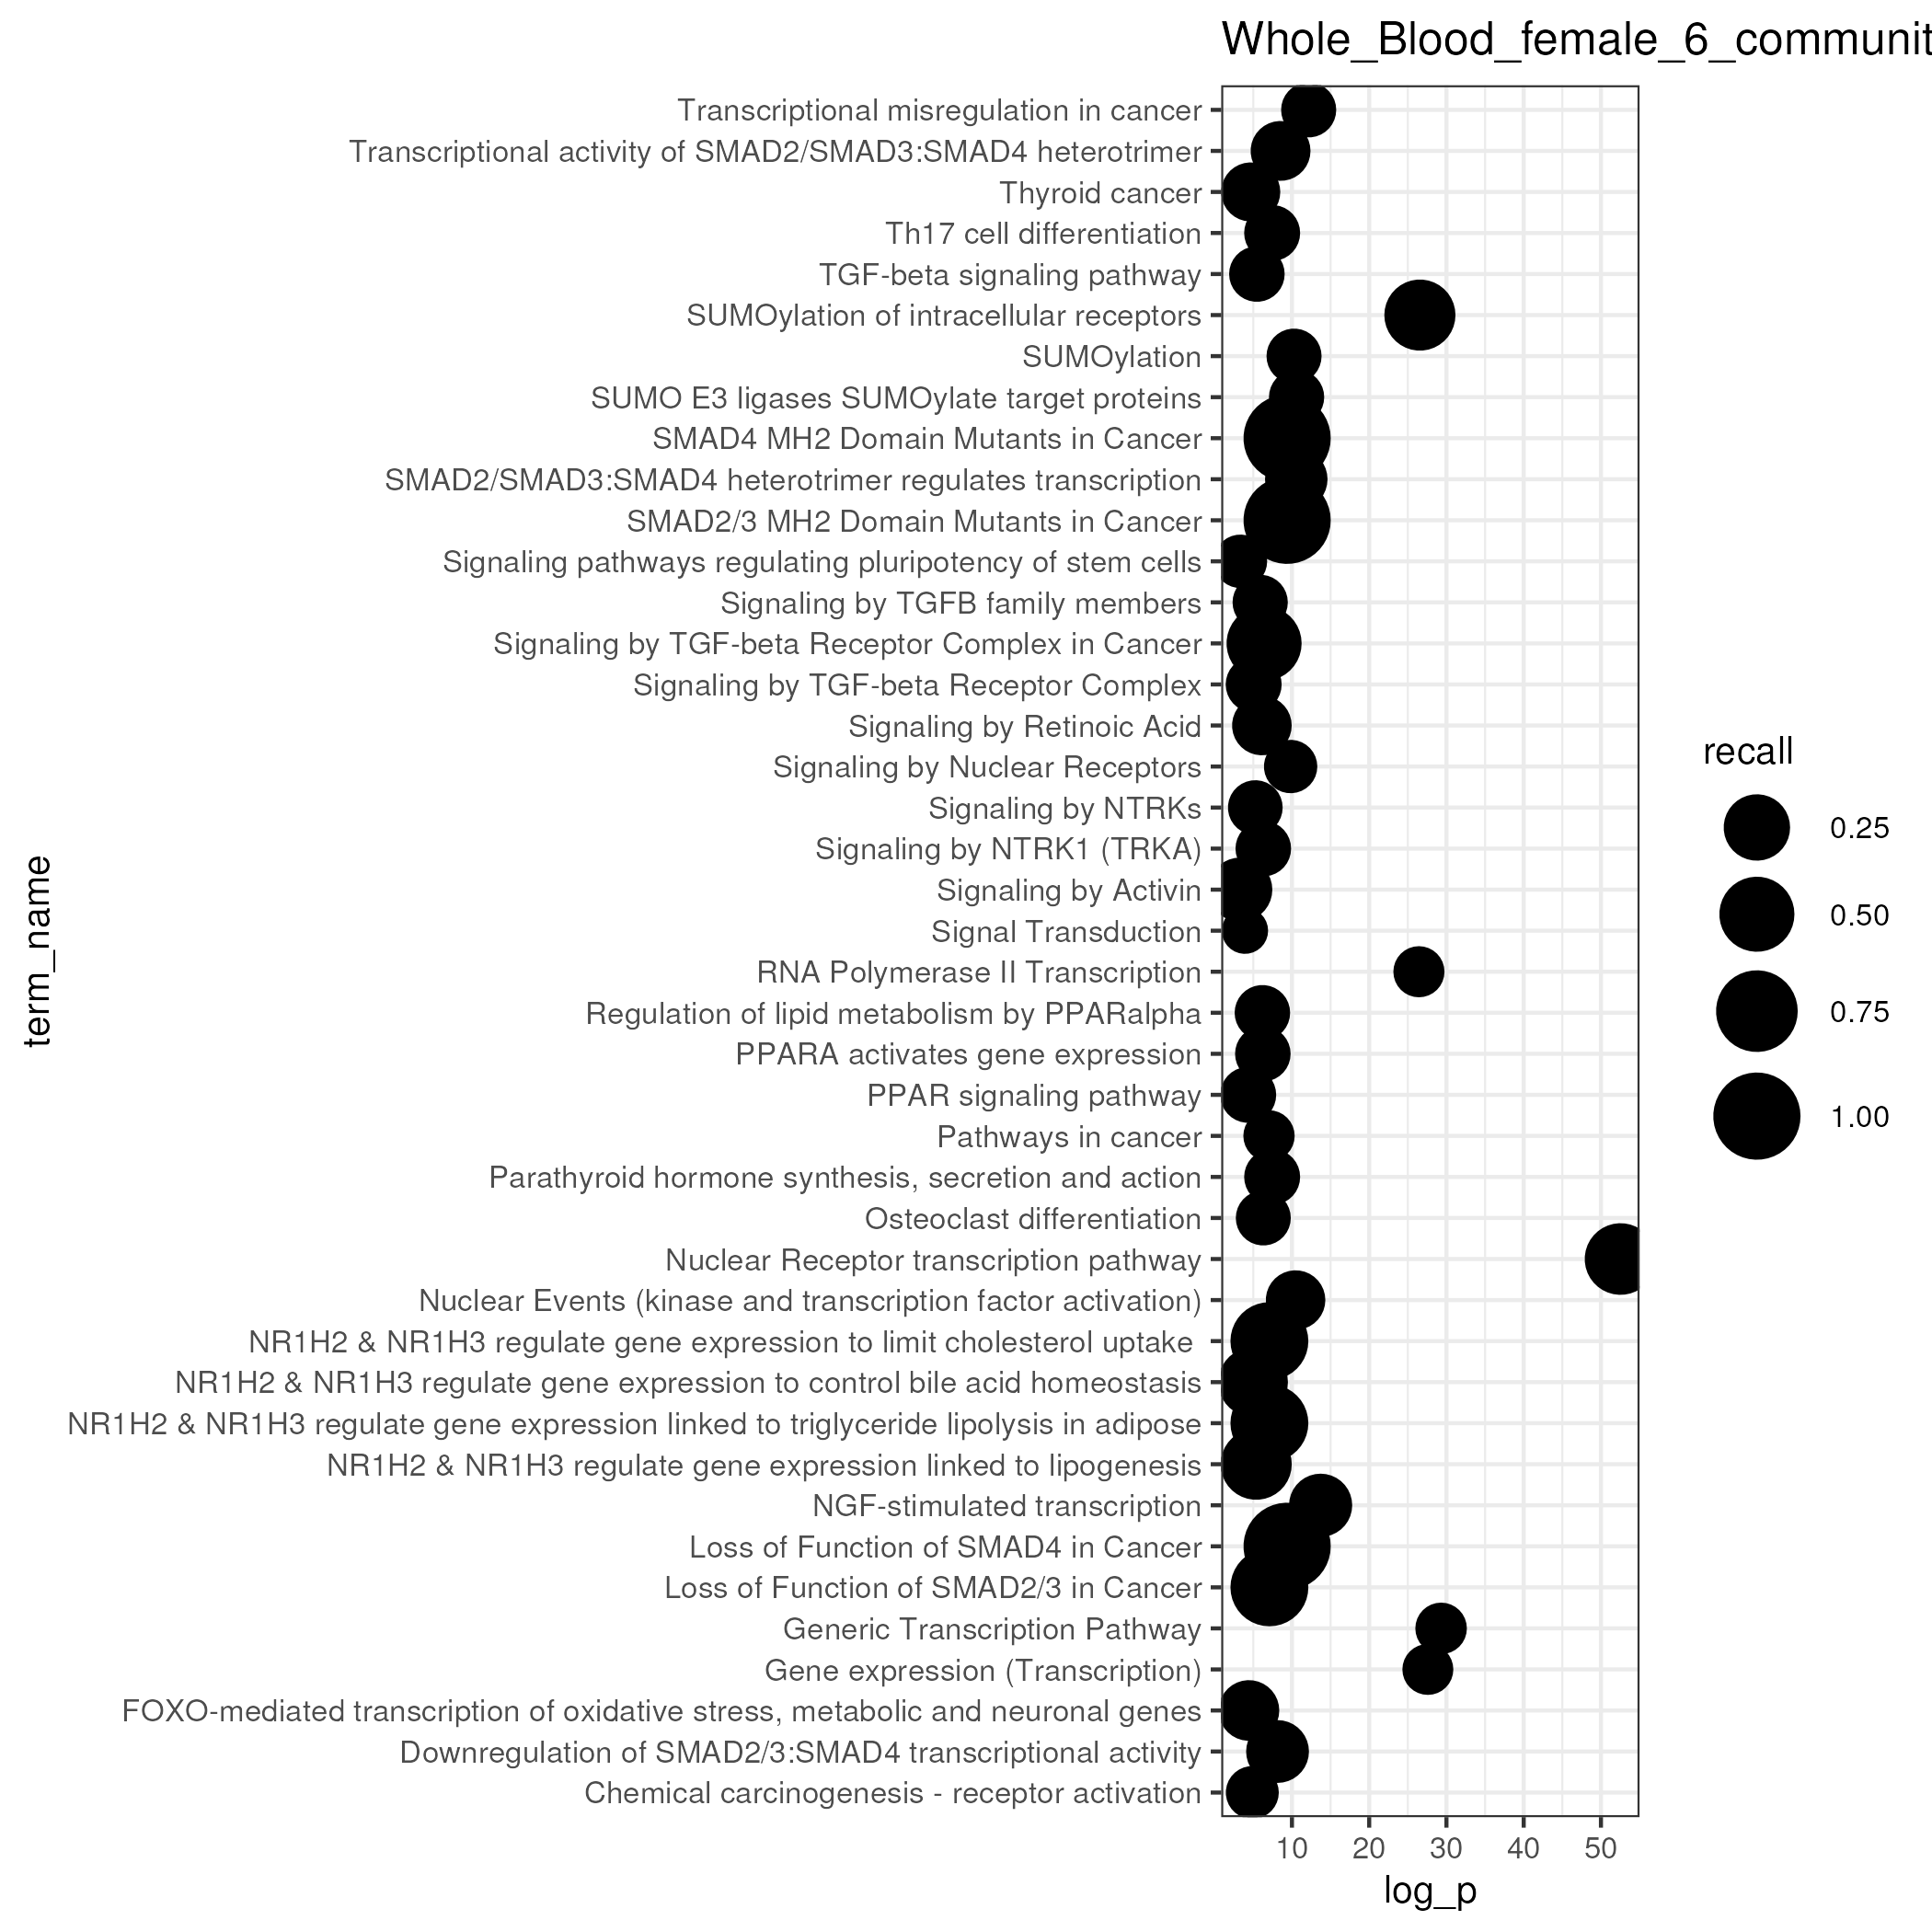 Whole_Blood_female_6_communit
Transcriptional misregulation in cancer
Transcriptional activity of SMAD2/SMAD3:SMAD4 heterotrimer
Thyroid cancer
Th17 cell differentiation
TGF-beta signaling pathway
SUMOylation of intracellular receptors
SUMOylation
SUMO E3 ligases SUMOylate target proteins
SMAD4 MH2 Domain Mutants in Cancer
SMAD2/SMAD3:SMAD4 heterotrimer regulates transcription
SMAD2/3 MH2 Domain Mutants in Cancer
Signaling pathways regulating pluripotency of stem cells
Signaling by TGFB family members
Signaling by TGF-beta Receptor Complex in Cancer
Signaling by TGF-beta Receptor Complex
Signaling by Retinoic Acid
Signaling by Nuclear Receptors
Signaling by NTRKs
Signaling by NTRK1 (TRKA)
Signaling by Activin
Signal Transduction
RNA Polymerase II Transcription
Regulation of lipid metabolism by PPARalpha
PPARA activates gene expression
PPAR signaling pathway
Pathways in cancer
Parathyroid hormone synthesis, secretion and action
Osteoclast differentiation
Nuclear Receptor transcription pathway
Nuclear Events (kinase and transcription factor activation)
NR1H2 & NR1H3 regulate gene expression to limit cholesterol uptake
NR1H2 & NR1H3 regulate gene expression to control bile acid homeostasis
NR1H2 & NR1H3 regulate gene expression linked to triglyceride lipolysis in adipose
NR1H2 & NR1H3 regulate gene expression linked to lipogenesis
NGF-stimulated transcription
Loss of Function of SMAD4 in Cancer
Loss of Function of SMAD2/3 in Cancer
Generic Transcription Pathway
Gene expression (Transcription)
FOXO-mediated transcription of oxidative stress, metabolic and neuronal genes
Downregulation of SMAD2/3:SMAD4 transcriptional activity
Chemical carcinogenesis - receptor activation
term_name
10 20 30 40 50
log_p
recall
0.25
0.50
0.75
1.00